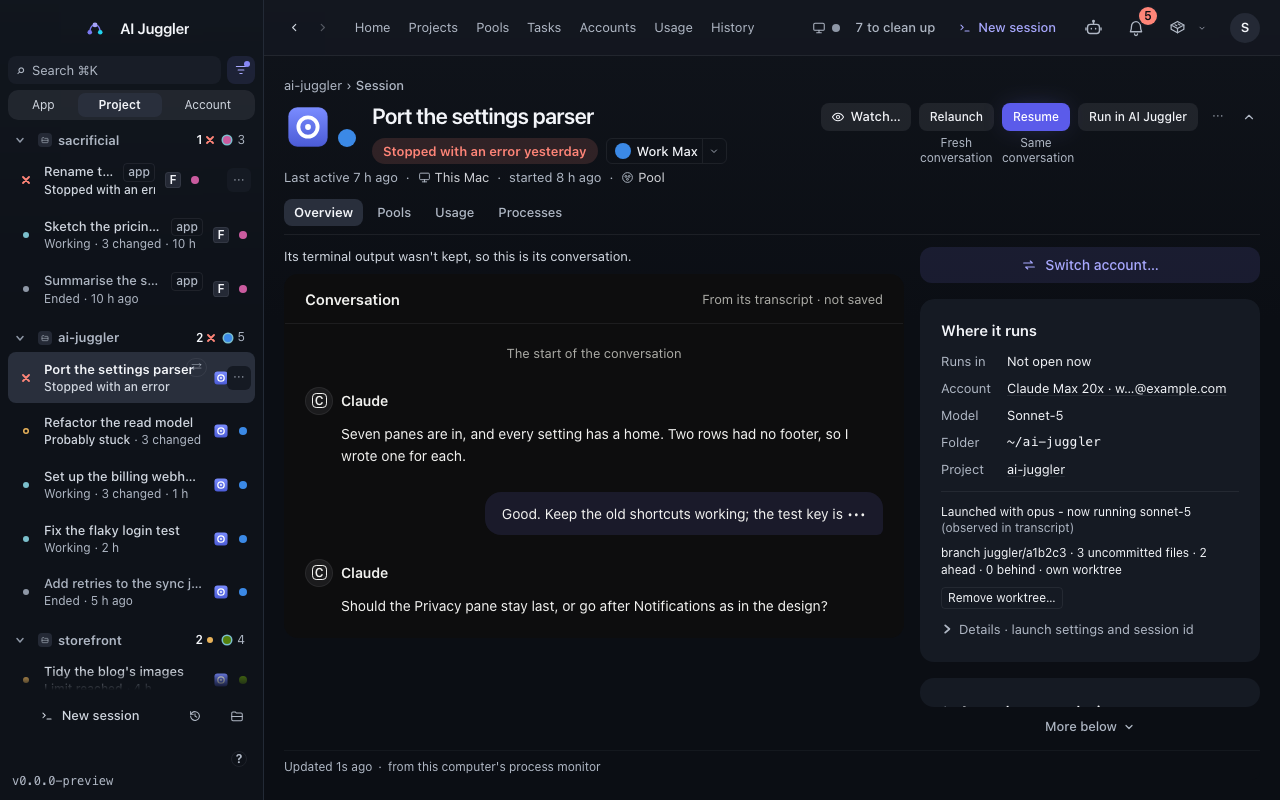 AI Juggler
Search ⌘K
App Project Account
sacrificial 1 3
Rename t... app F
Stopped with an err
Sketch the pricin... app F
Working · 3 changed · 10 h
Summarise the s... app F
Ended · 10 h ago
ai-juggler 2 5
Port the settings parser
Stopped with an error
Refactor the read model
Probably stuck · 3 changed
Set up the billing webh...
Working · 3 changed · 1 h
Fix the flaky login test
Working · 2 h
Add retries to the sync j...
Ended · 5 h ago
storefront 2 4
Tidy the blog's images
New session
?
v0.0.0-preview
Home Projects Pools Tasks Accounts Usage History
7 to clean up
New session
5
S
ai-juggler › Session
Port the settings parser
Stopped with an error yesterday
Work Max
Last active 7 h ago · This Mac · started 8 h ago · Pool
Watch...
Relaunch
Fresh
conversation
Resume
Same
conversation
Run in AI Juggler
...
Overview Pools Usage Processes
Its terminal output wasn't kept, so this is its conversation.
Conversation
From its transcript · not saved
The start of the conversation
C Claude
Seven panes are in, and every setting has a home. Two rows had no footer, so I
wrote one for each.
Good. Keep the old shortcuts working; the test key is •••
C Claude
Should the Privacy pane stay last, or go after Notifications as in the design?
Switch account...
Where it runs
Runs in Not open now
Account Claude Max 20x · w...@example.com
Model Sonnet-5
Folder ~/ai-juggler
Project ai-juggler
Launched with opus - now running sonnet-5
(observed in transcript)
branch juggler/a1b2c3 · 3 uncommitted files · 2
ahead · 0 behind · own worktree
Remove worktree...
Details · launch settings and session id
More below
Updated 1s ago · from this computer's process monitor